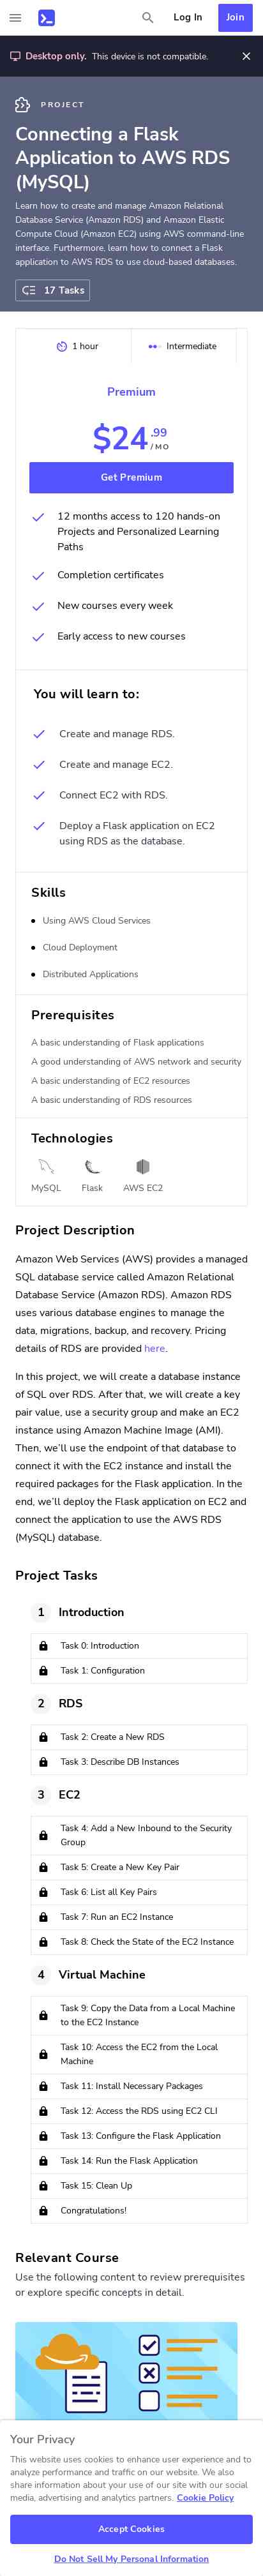 Log In
Join
Desktop only. This device is not compatible.
PROJECT
Connecting a Flask
Application to AWS RDS
(MySQL)
Learn how to create and manage Amazon Relational
Database Service (Amazon RDS) and Amazon Elastic
Compute Cloud (Amazon EC2) using AWS command-line
interface. Furthermore, learn how to connect a Flask
application to AWS RDS to use cloud-based databases.
17 Tasks
1 hour
Intermediate
Premium
$24.99
/MO
Get Premium
12 months access to 120 hands-on
Projects and Personalized Learning
Paths
Completion certificates
New courses every week
Early access to new courses
You will learn to:
Create and manage RDS.
Create and manage EC2.
Connect EC2 with RDS.
Deploy a Flask application on EC2
using RDS as the database.
Skills
Using AWS Cloud Services
Cloud Deployment
Distributed Applications
Prerequisites
A basic understanding of Flask applications
A good understanding of AWS network and security
A basic understanding of EC2 resources
A basic understanding of RDS resources
Technologies
MySQL
Flask
AWS EC2
Project Description
Amazon Web Services (AWS) provides a managed
SQL database service called Amazon Relational
Database Service (Amazon RDS). Amazon RDS
uses various database engines to manage the
data, migrations, backup, and recovery. Pricing
details of RDS are provided here.
In this project, we will create a database instance
of SQL over RDS. After that, we will create a key
pair value, use a security group and make an EC2
instance using Amazon Machine Image (AMI).
Then, we’ll use the endpoint of that database to
connect it with the EC2 instance and install the
required packages for the Flask application. In the
end, we’ll deploy the Flask application on EC2 and
connect the application to use the AWS RDS
(MySQL) database.
Project Tasks
1 Introduction
Task 0: Introduction
Task 1: Configuration
2 RDS
Task 2: Create a New RDS
Task 3: Describe DB Instances
3 EC2
Task 4: Add a New Inbound to the Security
Group
Task 5: Create a New Key Pair
Task 6: List all Key Pairs
Task 7: Run an EC2 Instance
Task 8: Check the State of the EC2 Instance
4 Virtual Machine
Task 9: Copy the Data from a Local Machine
to the EC2 Instance
Task 10: Access the EC2 from the Local
Machine
Task 11: Install Necessary Packages
Task 12: Access the RDS using EC2 CLI
Task 13: Configure the Flask Application
Task 14: Run the Flask Application
Task 15: Clean Up
Congratulations!
Relevant Course
Use the following content to review prerequisites
or explore specific concepts in detail.
Your Privacy
This website uses cookies to enhance user experience and to
analyze performance and traffic on our website. We also
share information about your use of our site with our social
media, advertising and analytics partners. Cookie Policy
Accept Cookies
Do Not Sell My Personal Information